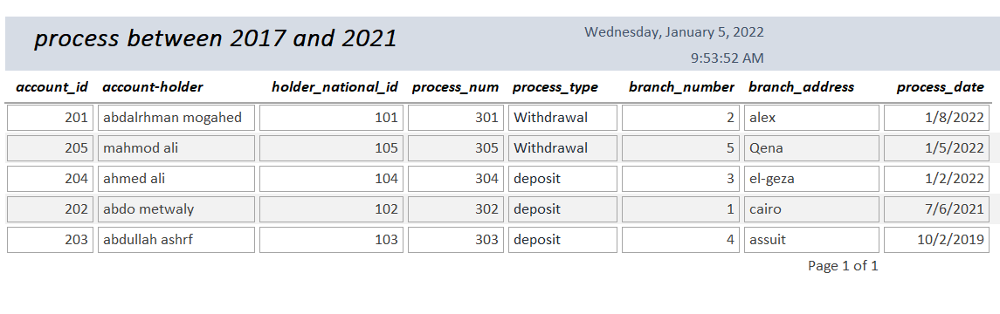 process between 2017 and 2021
Wednesday, January 5, 2022
9:53:52 AM
account_id account-holder holder_national_id process_num process_type branch_number branch_address process_date
201 abdalrhman mogahed 101 301 Withdrawal 2 alex 1/8/2022
205 mahmod ali 105 305 Withdrawal 5 Qena 1/5/2022
204 ahmed ali 104 304 deposit 3 el-geza 1/2/2022
202 abdo metwaly 102 302 deposit 1 cairo 7/6/2021
203 abdullah ashrf 103 303 deposit 4 assuit 10/2/2019
Page 1 of 1